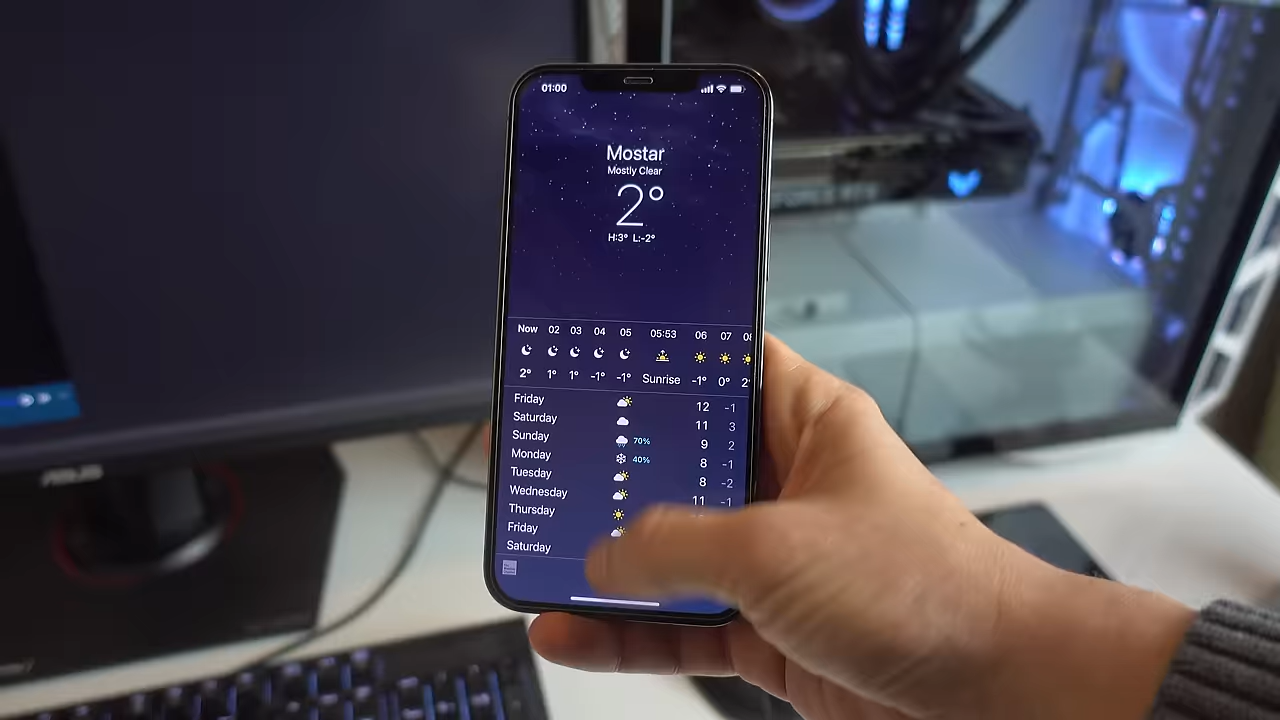 01:00
Mostar
Mostly Clear
2°
H:3° L:-2°
Now 02 03 04 05 05:53 06 07
2° 1° 1° -1° -1° Sunrise -1° 0° 2°
Friday 12 -1
Saturday 11 3
Sunday 70% 9 2
Monday 40% 8 -1
Tuesday 8 -2
Wednesday 11 -1
Thursday
Friday
Saturday
ASUS